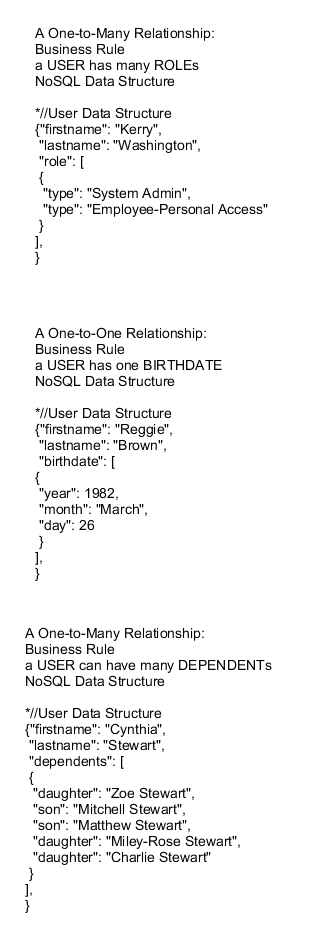 A One-to-Many Relationship:
Business Rule
a USER has many ROLEs
NoSQL Data Structure
*//User Data Structure
{"firstname": "Kerry",
"lastname": "Washington",
"role": [
{
"type": "System Admin",
"type": "Employee-Personal Access"
}
],
}
A One-to-One Relationship:
Business Rule
a USER has one BIRTHDATE
NoSQL Data Structure
*//User Data Structure
{"firstname": "Reggie",
"lastname": "Brown",
"birthdate": [
{
"year": 1982,
"month": "March",
"day": 26
}
],
}
A One-to-Many Relationship:
Business Rule
a USER can have many DEPENDENTs
NoSQL Data Structure
*//User Data Structure
{"firstname": "Cynthia",
"lastname": "Stewart",
"dependents": [
{
"daughter": "Zoe Stewart",
"son": "Mitchell Stewart",
"son": "Matthew Stewart",
"daughter": "Miley-Rose Stewart",
"daughter": "Charlie Stewart"
}
],
}